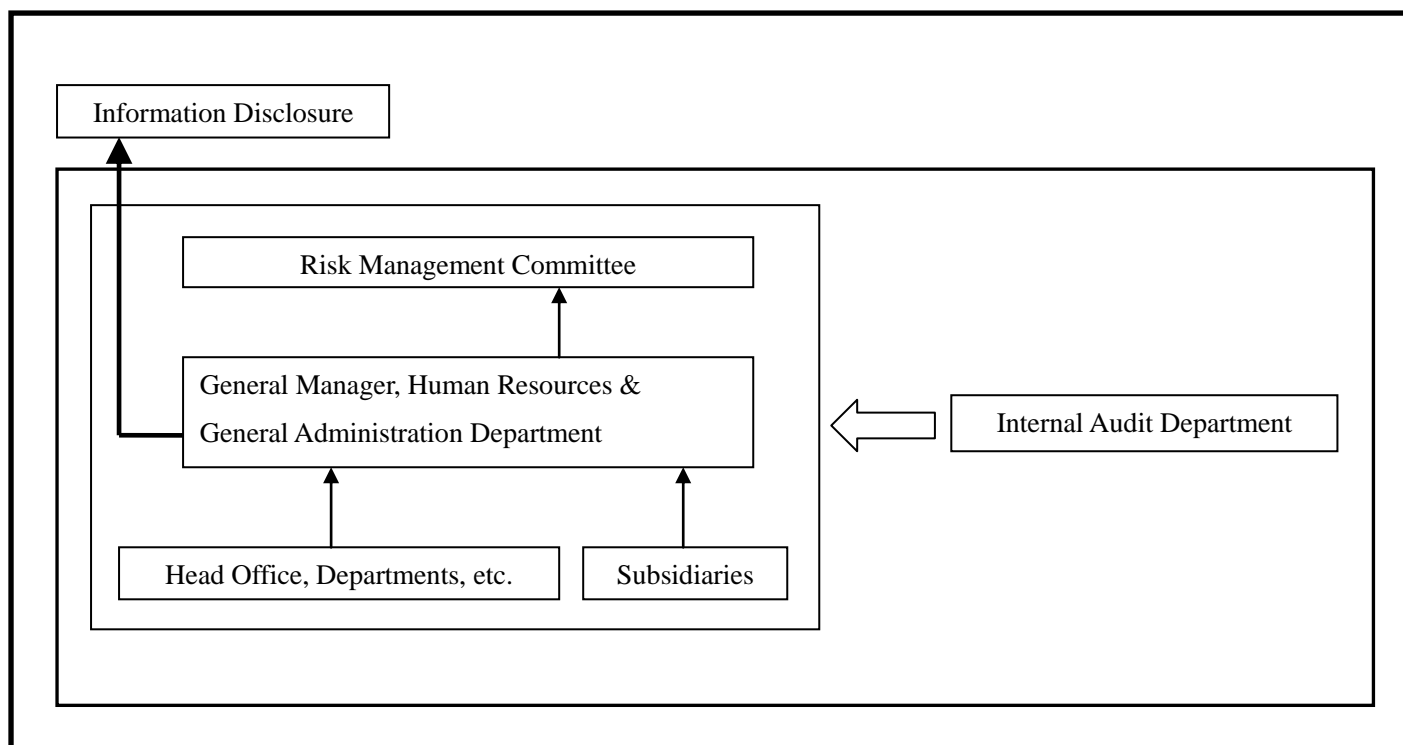 Information Disclosure
Risk Management Committee
General Manager, Human Resources &
General Administration Department
Internal Audit Department
Head Office, Departments, etc.
Subsidiaries